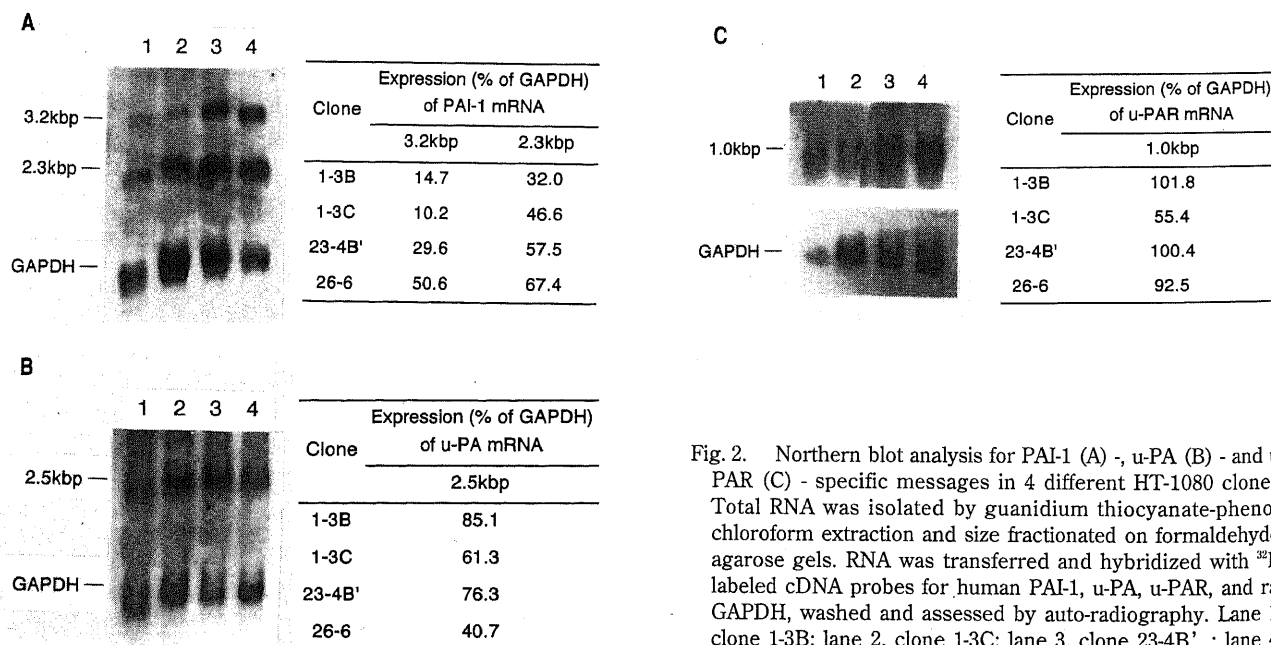 A
1 2 3 4
3.2kbp
2.3kbp
GAPDH
Clone
Expression (% of GAPDH)
of PAI-1 mRNA
3.2kbp 2.3kbp
1-3B 14.7 32.0
1-3C 10.2 46.6
23-4B' 29.6 57.5
26-6 50.6 67.4
B
1 2 3 4
2.5kbp
GAPDH
Clone
Expression (% of GAPDH)
of u-PA mRNA
2.5kbp
1-3B 85.1
1-3C 61.3
23-4B' 76.3
26-6 40.7
C
1 2 3 4
1.0kbp
GAPDH
Clone
Expression (% of GAPDH)
of u-PAR mRNA
1.0kbp
1-3B 101.8
1-3C 55.4
23-4B' 100.4
26-6 92.5
Fig. 2. Northern blot analysis for PAI-1 (A) -, u-PA (B) - and
PAR (C) - specific messages in 4 different HT-1080 clone
Total RNA was isolated by guanidium thiocyanate-pheno
chloroform extraction and size fractionated on formaldehyd
agarose gels. RNA was transferred and hybridized with ³²
labeled cDNA probes for human PAI-1, u-PA, u-PAR, and ra
GAPDH, washed and assessed by auto-radiography. Lane
clone 1-3B; lane 2, clone 1-3C; lane 3, clone 23-4B' ; lane